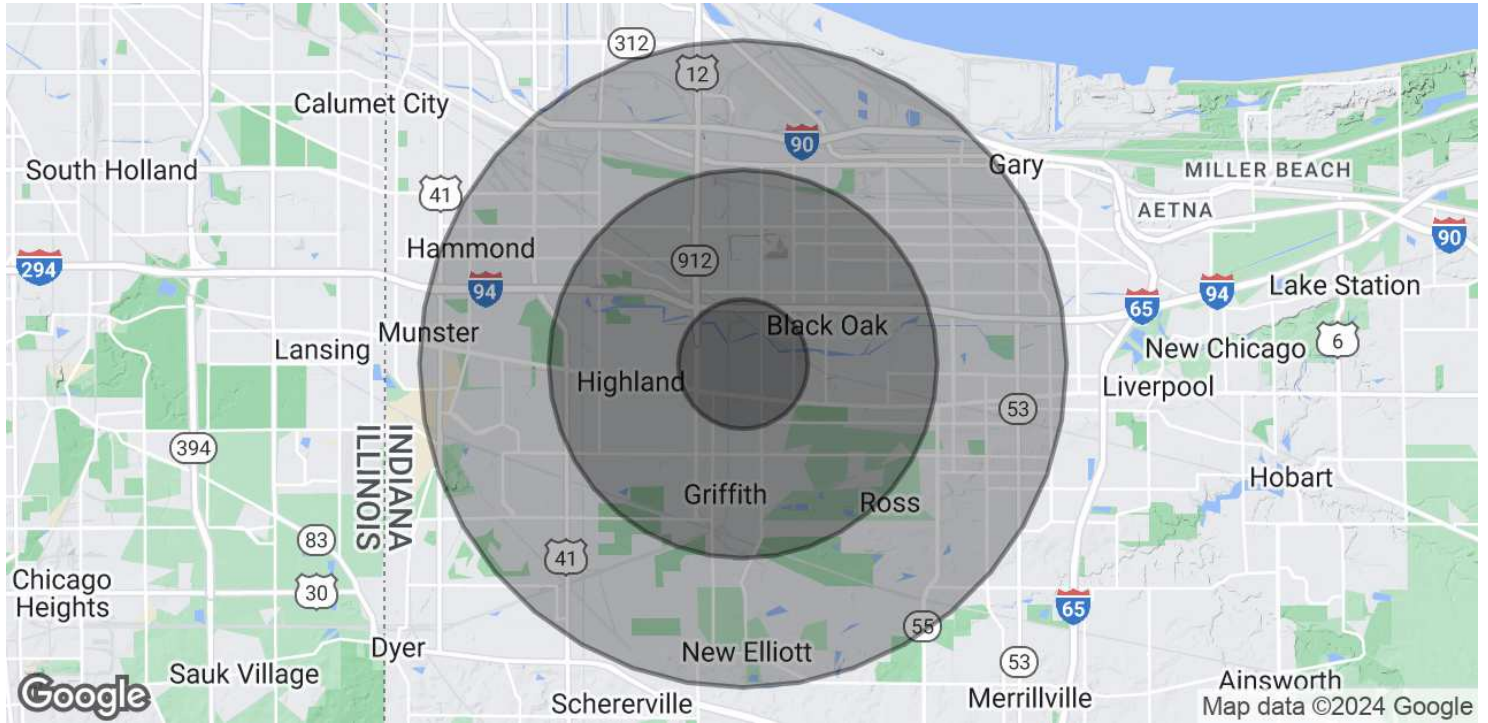 312
12
Calumet City
90
South Holland
Gary
MILLER BEACH
41
AETNA
Hammond
912
90
294
94
Lake Station
65
94
Black Oak
Munster
Lansing
New Chicago
6
Highland
Liverpool
53
394
INDIANA
ILLINOIS
Hobart
Griffith
Ross
83
41
Chicago
Heights
30
65
55
Dyer
New Elliott
53
Sauk Village
Ainsworth
Schererville
Merrillville
Google
Map data ©2024 Google